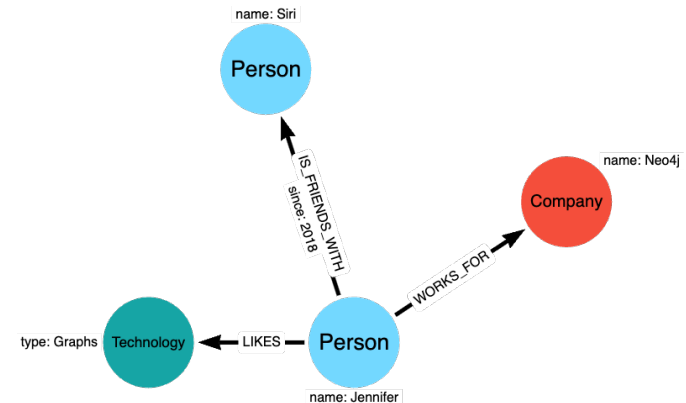 name: Siri
Person
name: Neo4j
Company
IS_FRIENDS_WITH
since: 2018
WORKS_FOR
type: Graphs
Technology
LIKES
Person
name: Jennifer